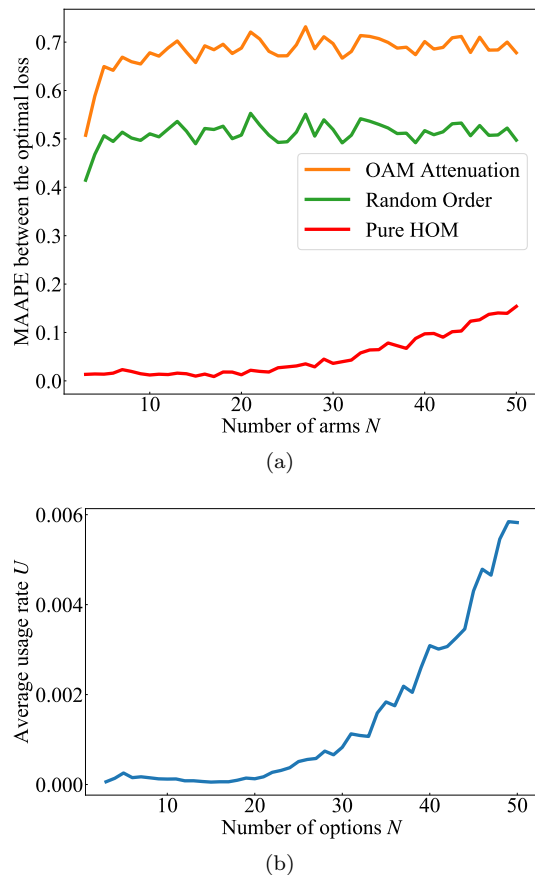 MAAPE between the optimal loss
0.7
0.6
0.5
0.4
0.3
0.2
0.1
0.0
OAM Attenuation
Random Order
Pure HOM
10
20
30
40
50
Number of arms N
(a)
Average usage rate U
0.006
0.004
0.002
0.000
10
20
30
40
50
Number of options N
(b)